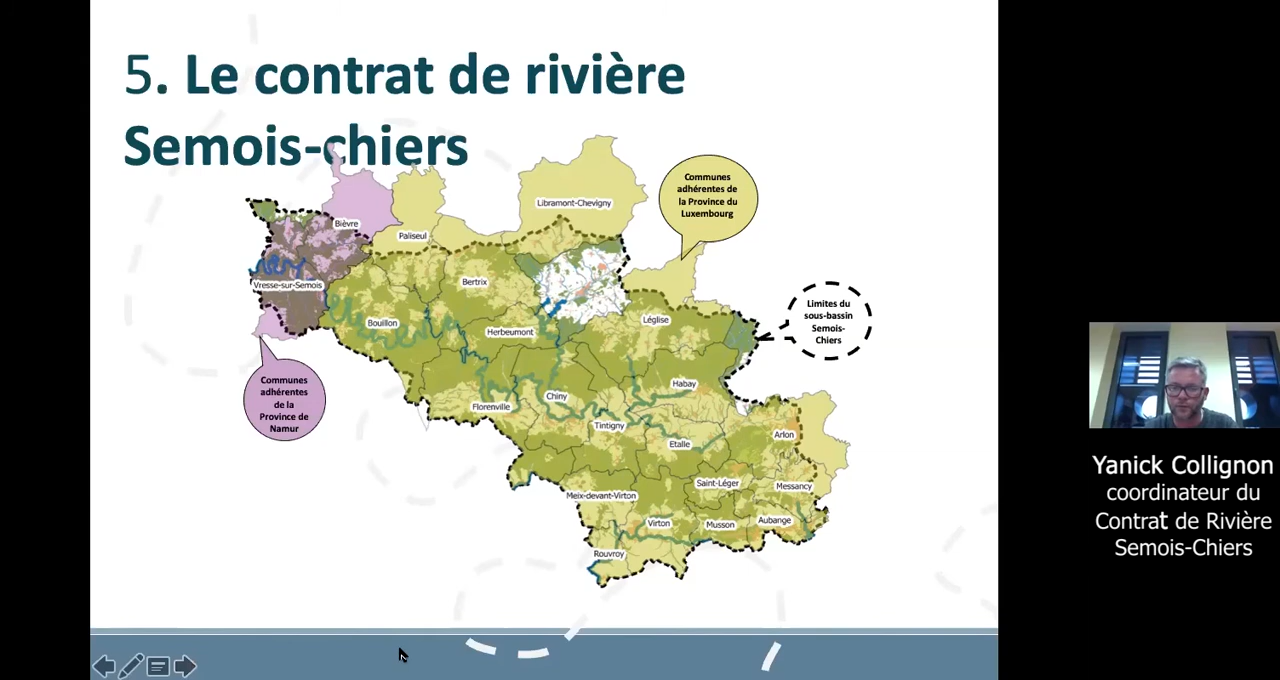 5. Le contrat de rivière
Semois-chiers
Communes
adhérentes de
la Province du
Luxembourg
Libramont-Chevigny
Bièvre
Paliseul
Vresse-sur-Semois
Bertrix
Limites du
sous-bassin
Semois-
Chiers
Bouillon
Herbeumont
Léglise
Communes
adhérentes
de la
Province de
Namur
Habay
Chiny
Florenville
Tintigny
Etalle
Arlon
Saint-Léger
Messancy
Meix-devant-Virton
Virton
Musson
Aubange
Rouvroy
Yanick Collignon
coordinateur du
Contrat de Rivière
Semois-Chiers